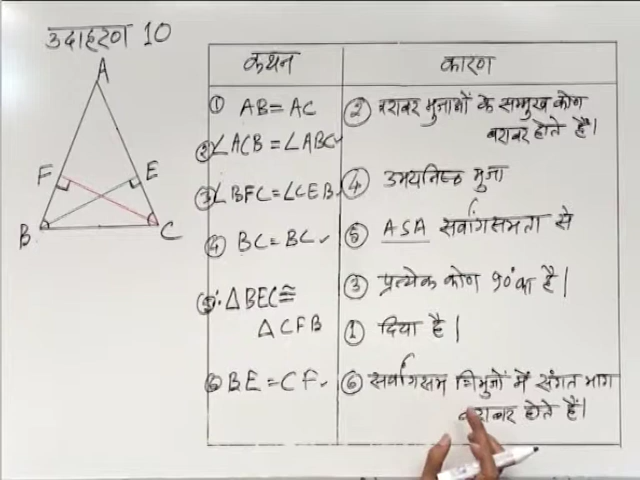 उदाहरण 10
A
F
E
B
C
कथन
कारण
① AB = AC
② ∠ACB = ∠ABC
③ ∠BFC = ∠CEB
④ BC = BC
⑤ ∴ △BEC ≅
△CFB
⑥ BE = CF
② बराबर भुजाओं के सम्मुख कोण
बराबर होते हैं।
④ उभयनिष्ठ भुजा
⑤ ASA सर्वांगसमता से
③ प्रत्येक कोण 90° का है।
① दिया है।
⑥ सर्वांगसम त्रिभुजों में संगत भाग
बराबर होते हैं।